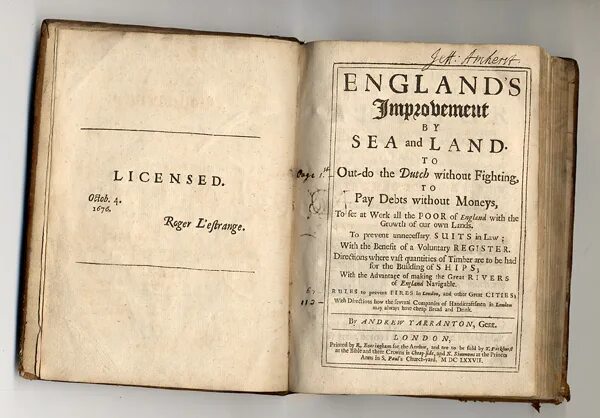 LICENSED.
Octob. 4.
1676.
Roger L'estrange.
Jeff: Amherst.
ENGLAND'S
Improvement
BY
SEA and LAND.
TO
Out-do the Dutch without Fighting,
TO
Pay Debts without Moneys,
To set at Work all the POOR of England with the
Growth of our own Lands.
To prevent unnecessary SUITS in Law;
With the Benefit of a Voluntary REGISTER.
Directions where vast quantities of Timber are to be had
for the Building of SHIPS;
With the Advantage of making the Great RIVERS
of England Navigable.
RULES to prevent FIRES in London, and other Great CITIES;
With Directions how the several Companies of Handicraftsmen in London
may always have cheap Bread and Drink.
By ANDREW YARRANTON, Gent.
LONDON,
Printed by R. Everingham for the Author, and are to be sold by T. Parkhurst
at the Bible and three Crowns in Cheapside, and N. Simmons at the Princes
Arms in S. Paul's Church-yard, M DC LXXVII.
Page 1st